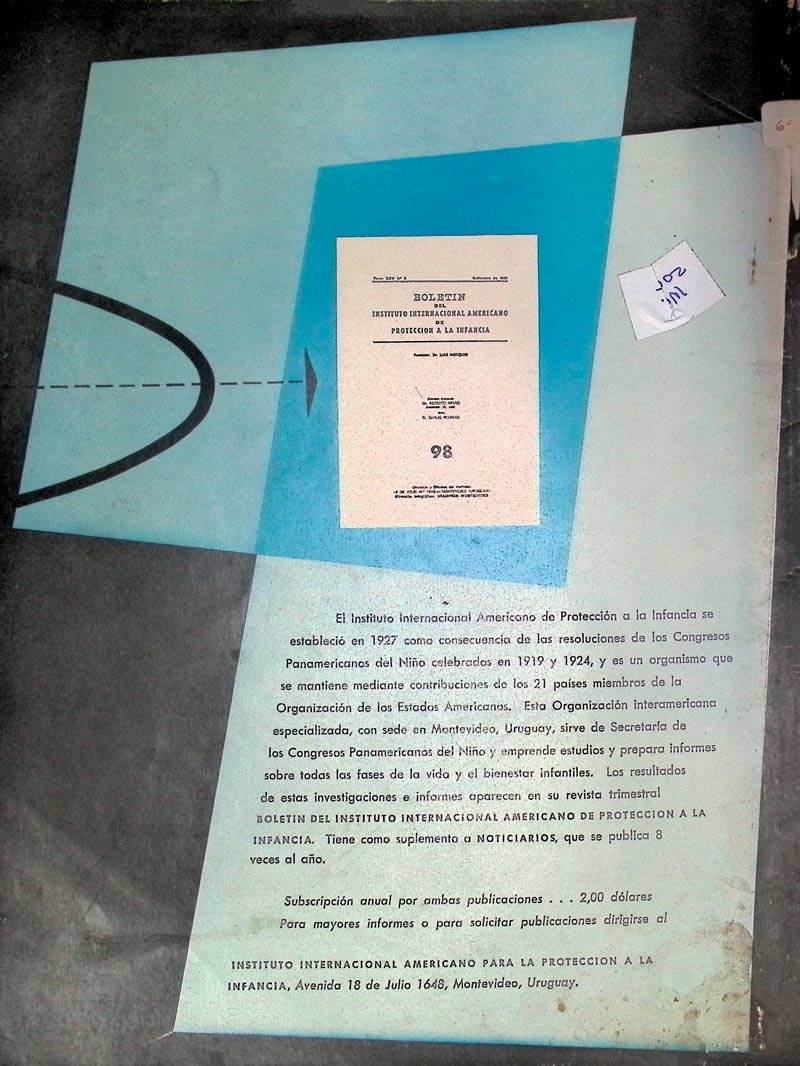 BOLETIN
DEL
INSTITUTO INTERNACIONAL AMERICANO
DE
PROTECCION A LA INFANCIA
Fundador: Dr. LUIS MORQUIO
98
El Instituto Internacional Americano de Protección a la Infancia se
estableció en 1927 como consecuencia de las resoluciones de los Congresos
Panamericanos del Niño celebrados en 1919 y 1924, y es un organismo que
se mantiene mediante contribuciones de los 21 países miembros de la
Organización de los Estados Americanos. Esta Organización interamericana
especializada, con sede en Montevideo, Uruguay, sirve de Secretaría de
los Congresos Panamericanos del Niño y emprende estudios y prepara informes
sobre todas las fases de la vida y el bienestar infantiles. Los resultados
de estas investigaciones e informes aparecen en su revista trimestral
BOLETIN DEL INSTITUTO INTERNACIONAL AMERICANO DE PROTECCION A LA
INFANCIA. Tiene como suplemento a NOTICIARIOS, que se publica 8
veces al año.
Subscripción anual por ambas publicaciones . . . 2,00 dólares
Para mayores informes o para solicitar publicaciones dirigirse al
INSTITUTO INTERNACIONAL AMERICANO PARA LA PROTECCION A LA
INFANCIA, Avenida 18 de Julio 1648, Montevideo, Uruguay.